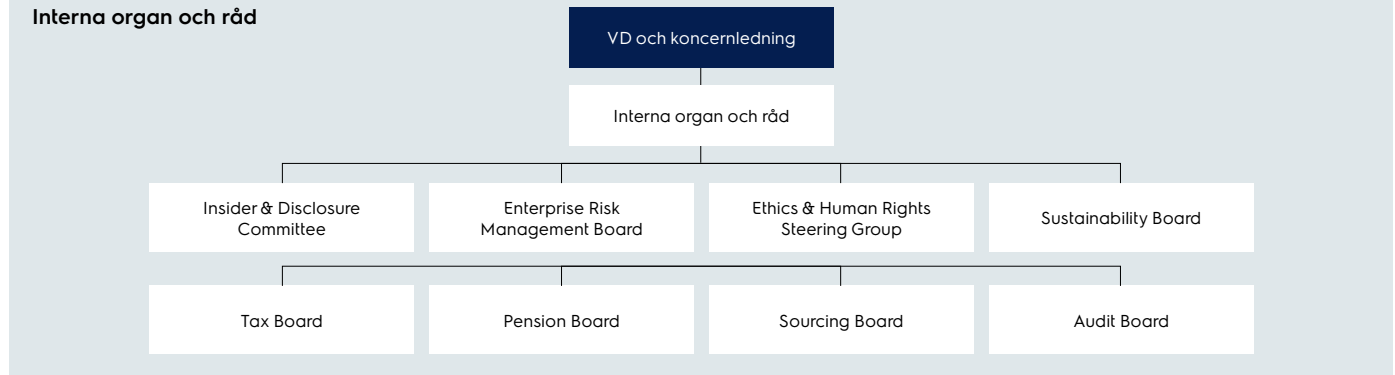 Interna organ och råd
VD och koncernledning
Interna organ och råd
Insider & Disclosure
Committee
Enterprise Risk
Management Board
Ethics & Human Rights
Steering Group
Sustainability Board
Tax Board
Pension Board
Sourcing Board
Audit Board